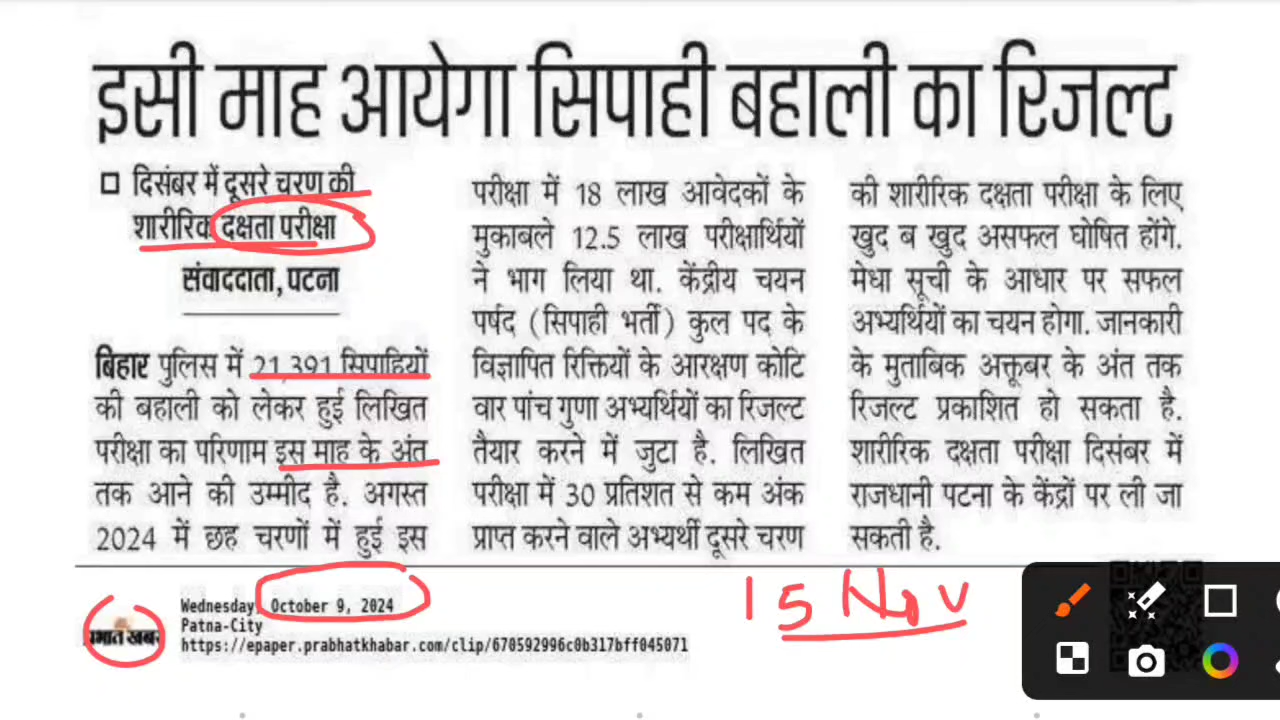 इसी माह आयेगा सिपाही बहाली का रिजल्ट
दिसंबर में दूसरे चरण की
शारीरिक दक्षता परीक्षा
संवाददाता, पटना
बिहार पुलिस में 21,391 सिपाहियों
की बहाली को लेकर हुई लिखित
परीक्षा का परिणाम इस माह के अंत
तक आने की उम्मीद है. अगस्त
2024 में छह चरणों में हुई इस
परीक्षा में 18 लाख आवेदकों के
मुकाबले 12.5 लाख परीक्षार्थियों
ने भाग लिया था. केंद्रीय चयन
पर्षद (सिपाही भर्ती) कुल पद के
विज्ञापित रिक्तियों के आरक्षण कोटि
वार पांच गुणा अभ्यर्थियों का रिजल्ट
तैयार करने में जुटा है. लिखित
परीक्षा में 30 प्रतिशत से कम अंक
प्राप्त करने वाले अभ्यर्थी दूसरे चरण
की शारीरिक दक्षता परीक्षा के लिए
खुद ब खुद असफल घोषित होंगे.
मेधा सूची के आधार पर सफल
अभ्यर्थियों का चयन होगा. जानकारी
के मुताबिक अक्तूबर के अंत तक
रिजल्ट प्रकाशित हो सकता है.
शारीरिक दक्षता परीक्षा दिसंबर में
राजधानी पटना के केंद्रों पर ली जा
सकती है.
प्रभात खबर
Wednesday, October 9, 2024
Patna-City
https://epaper.prabhatkhabar.com/clip/670592996c0b317bff045071
15 Nov